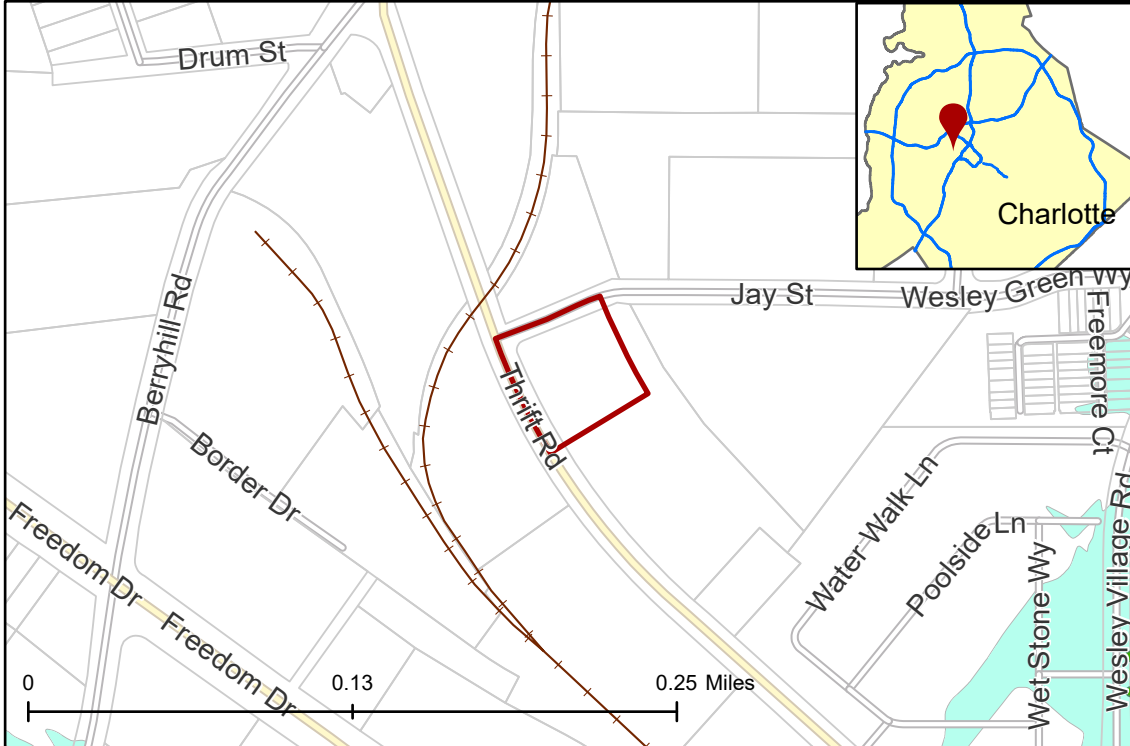 Drum St
Charlotte
Jay St
Wesley Green Wy
Berryhill Rd
Freemore Ct
Thrift Rd
Border Dr
Water Walk Ln
Poolside Ln
Wet Stone Wy
Wesley Village Rd
Freedom Dr
Freedom Dr
0 0.13 0.25 Miles